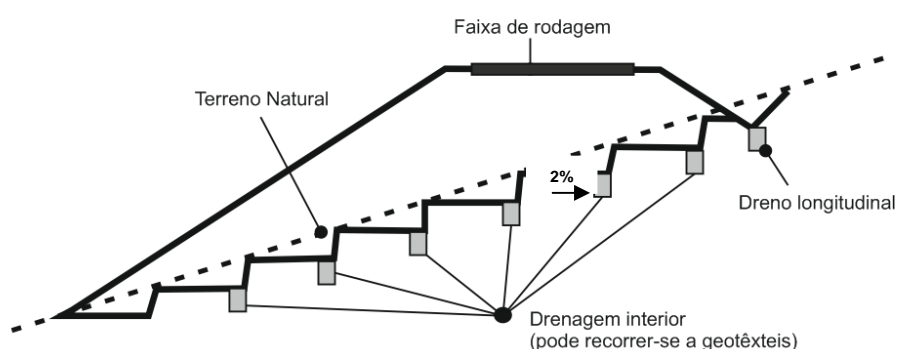 Faixa de rodagem
Terreno Natural
2%
Dreno longitudinal
Drenagem interior
(pode recorrer-se a geotêxteis)